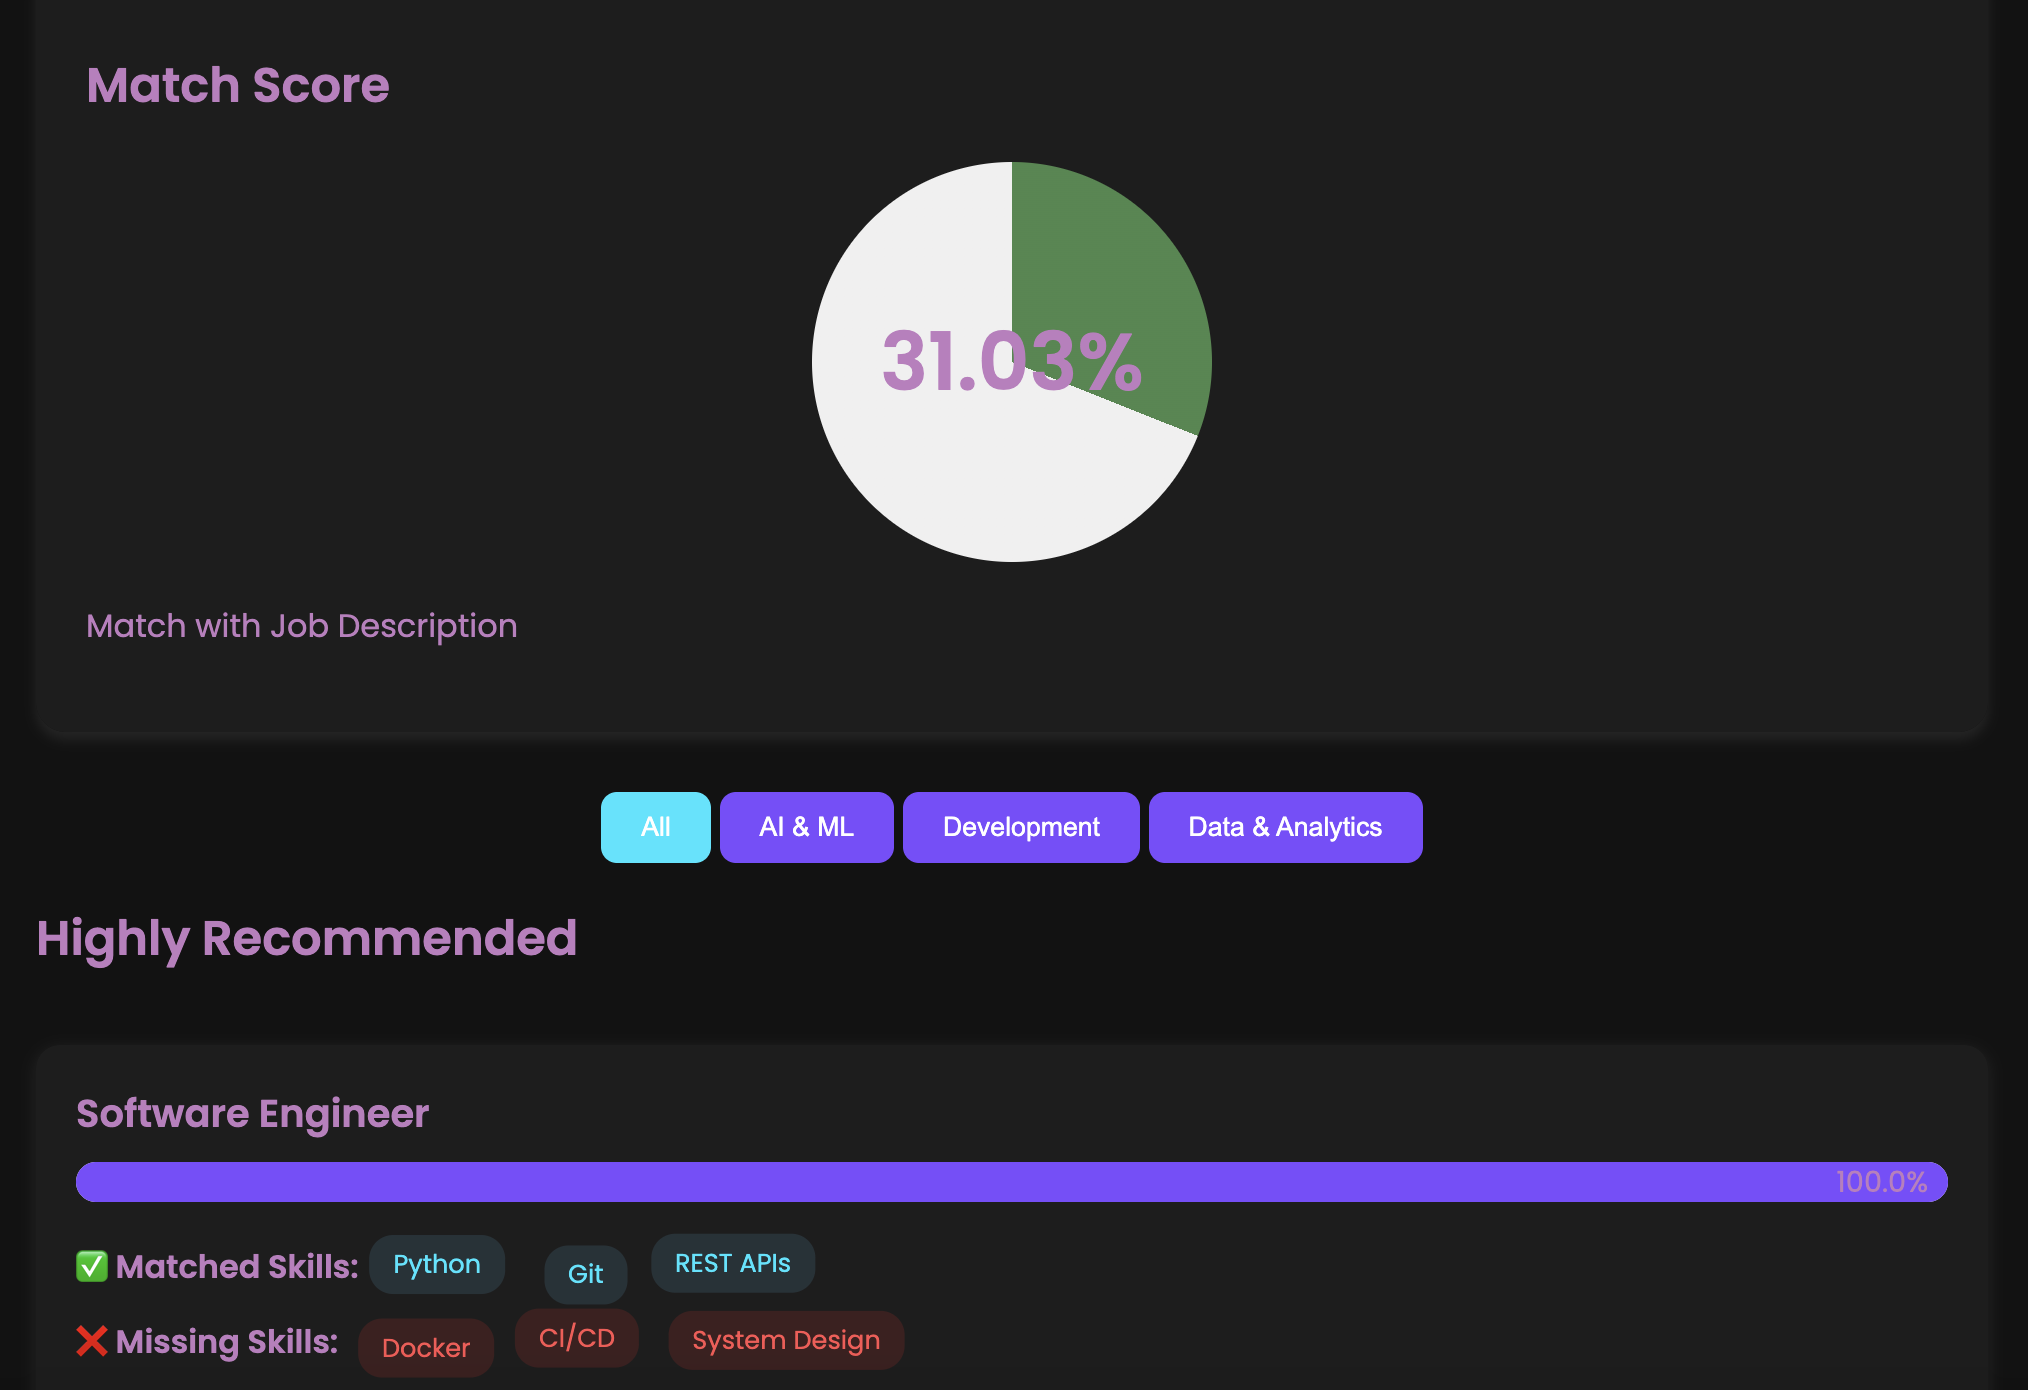 Match Score
31.03%
Match with Job Description
All AI & ML Development Data & Analytics
Highly Recommended
Software Engineer
100.0%
✅ Matched Skills: Python Git REST APIs
❌ Missing Skills: Docker CI/CD System Design